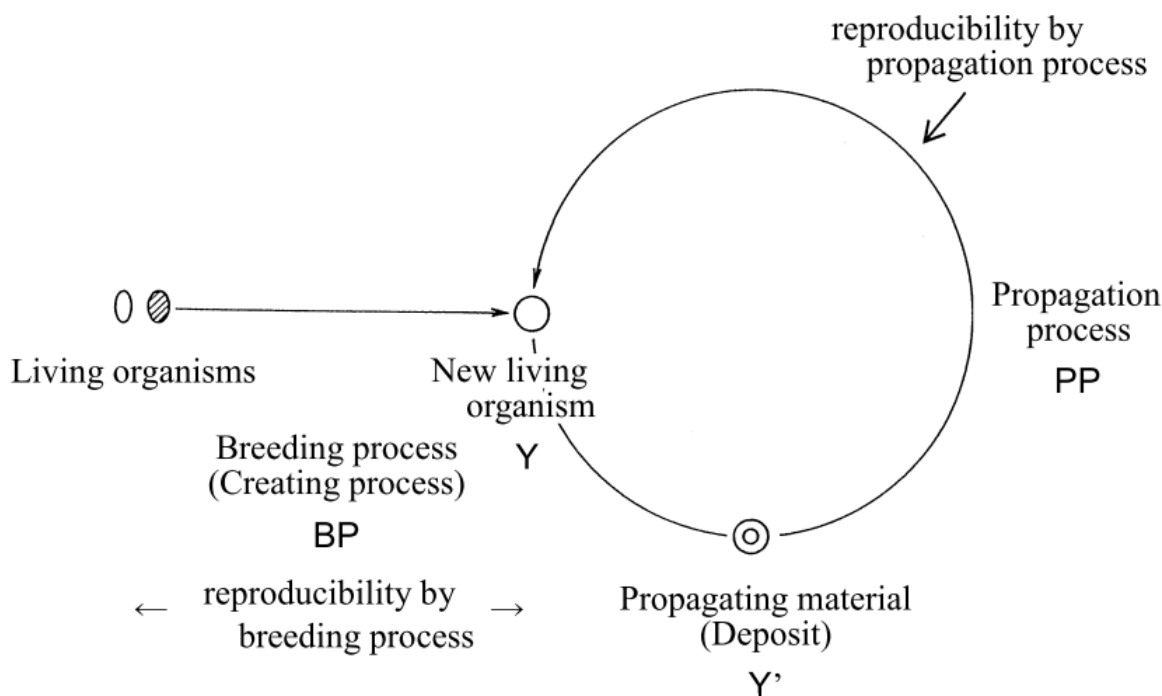 reproducibility by
propagation process
Propagation
process
PP
Living organisms
New living
organism
Y
Breeding process
(Creating process)
BP
← reproducibility by →
breeding process
Propagating material
(Deposit)
Y’